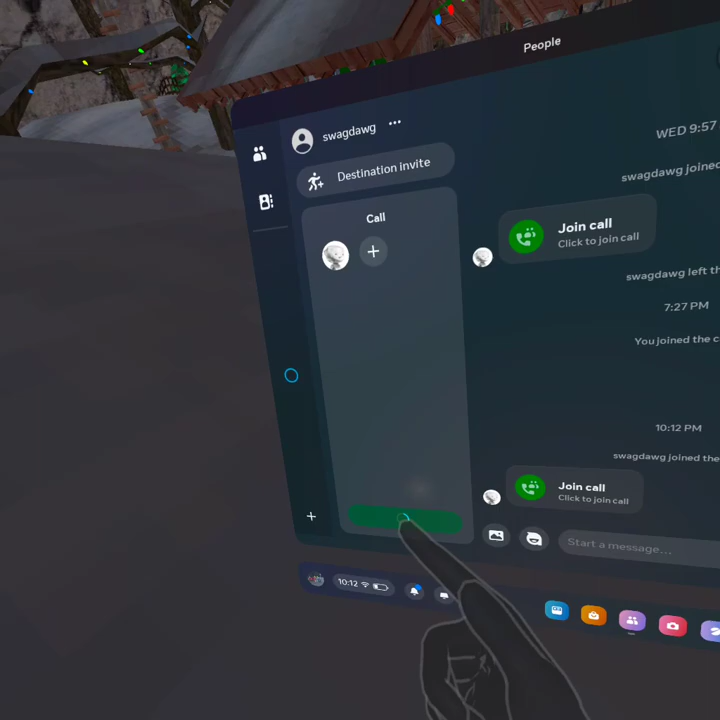 People
swagdawg ...
Destination invite
Call
WED 9:57
swagdawg joined
Join call
Click to join call
swagdawg left th
7:27 PM
You joined the c
10:12 PM
swagdawg joined the
Join call
Click to join call
Start a message...
10:12